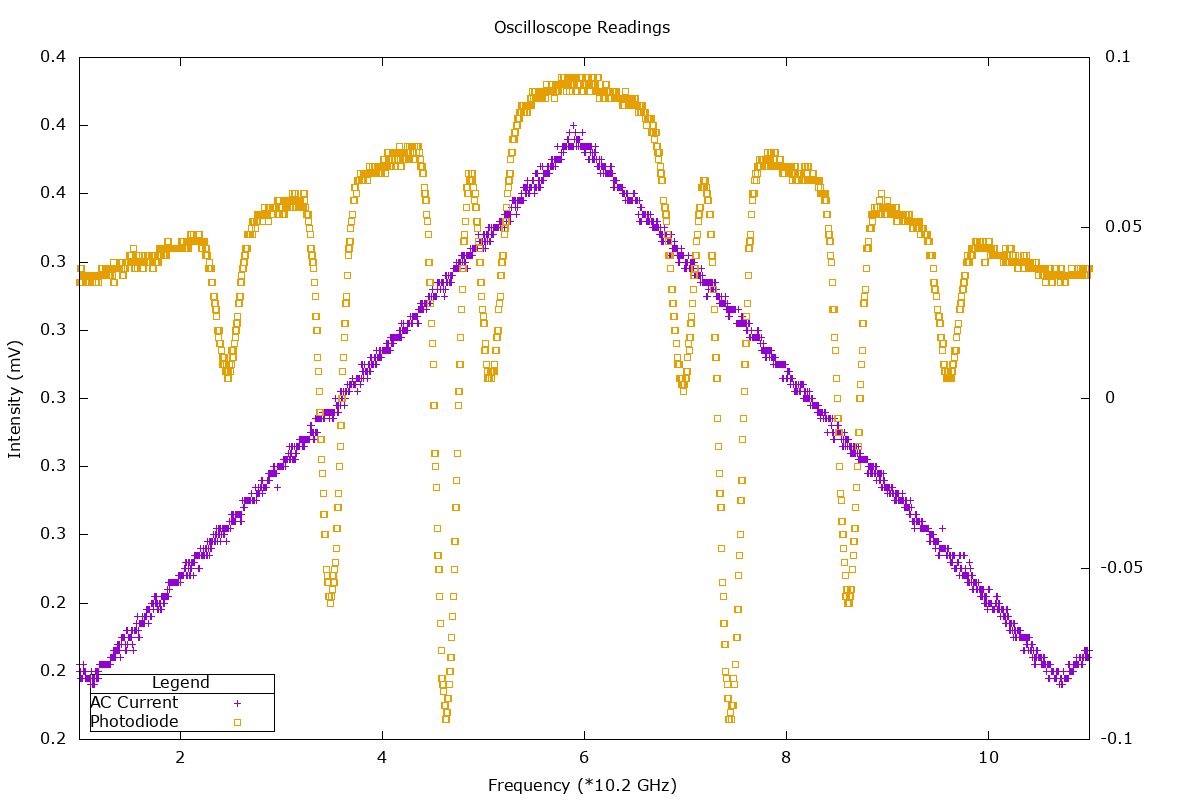 Oscilloscope Readings
0.4
0.4
0.4
0.3
0.3
0.3
0.3
0.3
0.2
0.2
0.2
Intensity (mV)
0.1
0.05
0
-0.05
-0.1
Legend
AC Current
Photodiode
2 4 6 8 10
Frequency (*10.2 GHz)